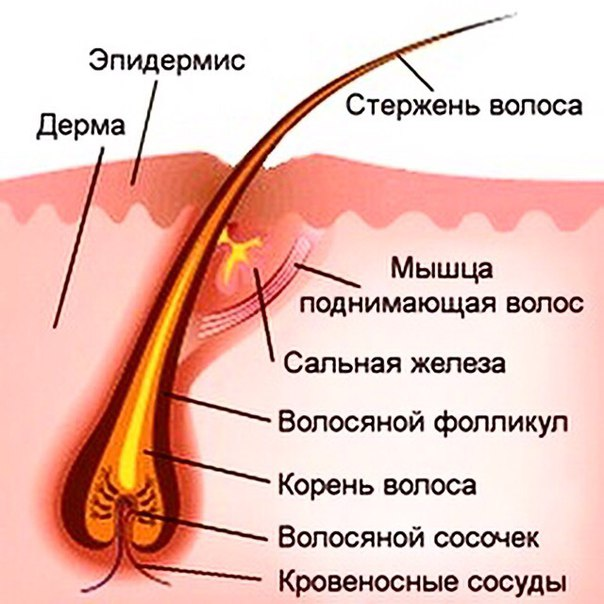 Эпидермис
Стержень волоса
Дерма
Мышца
поднимающая волос
Сальная железа
Волосяной фолликул
Корень волоса
Волосяной сосочек
Кровеносные сосуды